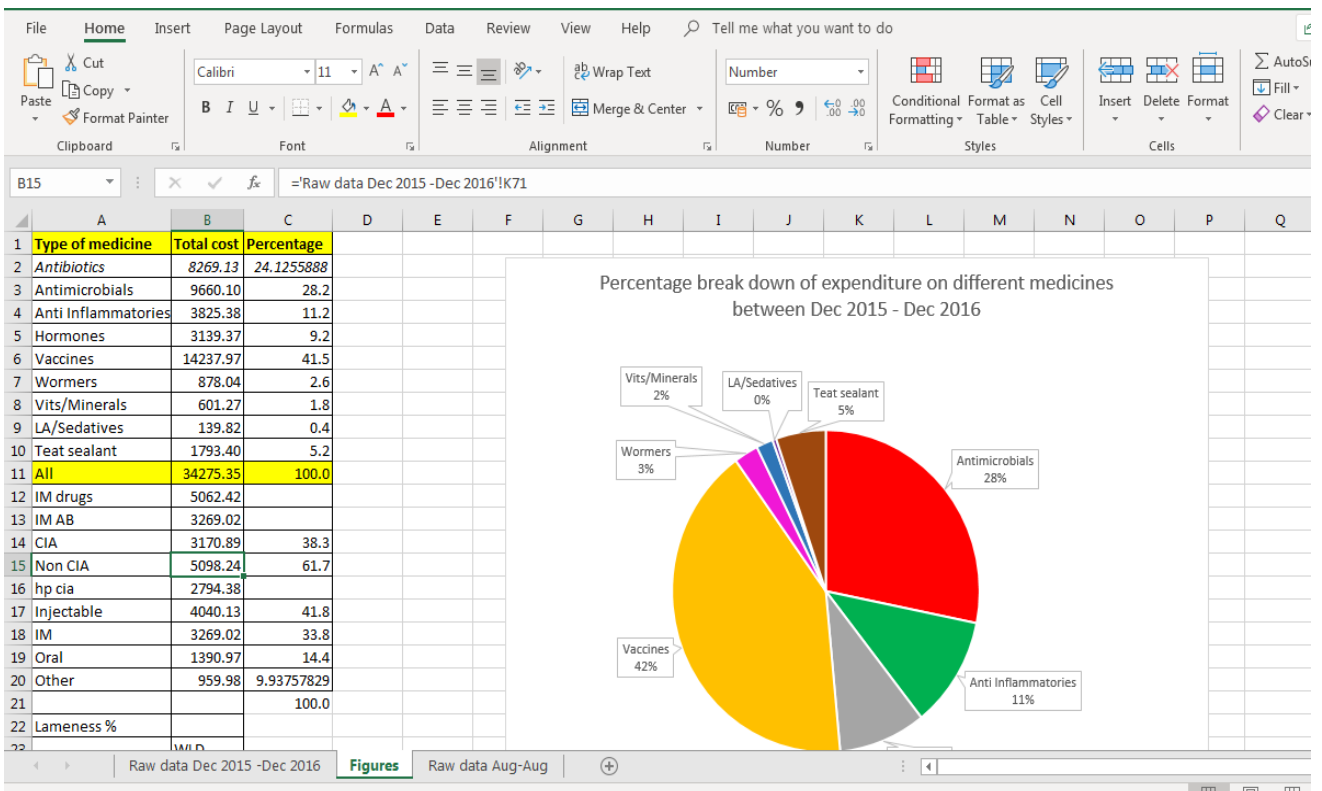 File Home Insert Page Layout Formulas Data Review View Help Tell me what you want to do
Cut
Copy
Format Painter
Paste
Calibri 11
Wrap Text
Merge & Center
Number
Conditional Formatting
Format as Table
Cell Styles
Insert Delete Format
Fill
Clear
Clipboard Font Alignment Number Styles Cells
B15 fx ='Raw data Dec 2015 -Dec 2016'!K71
A B C D E F G H I J K L M N O P Q
1 Type of medicine Total cost Percentage
2 Antibiotics 8269.13 24.1255888
3 Antimicrobials 9660.10 28.2
4 Anti Inflammatories 3825.38 11.2
5 Hormones 3139.37 9.2
6 Vaccines 14237.97 41.5
7 Wormers 878.04 2.6
8 Vits/Minerals 601.27 1.8
9 LA/Sedatives 139.82 0.4
10 Teat sealant 1793.40 5.2
11 All 34275.35 100.0
12 IM drugs 5062.42
13 IM AB 3269.02
14 CIA 3170.89 38.3
15 Non CIA 5098.24 61.7
16 hp cia 2794.38
17 Injectable 4040.13 41.8
18 IM 3269.02 33.8
19 Oral 1390.97 14.4
20 Other 959.98 9.93757829
21 100.0
22 Lameness %
Percentage break down of expenditure on different medicines
between Dec 2015 - Dec 2016
Vits/Minerals
2%
LA/Sedatives
0%
Teat sealant
5%
Wormers
3%
Antimicrobials
28%
Vaccines
42%
Anti Inflammatories
11%
Raw data Dec 2015 -Dec 2016 Figures Raw data Aug-Aug